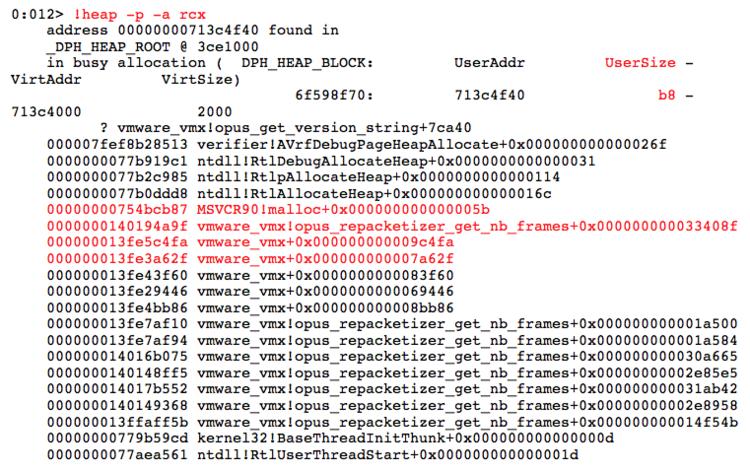 0:012> !heap -p -a rcx
address 00000000713c4f40 found in
_DPH_HEAP_ROOT @ 3ce1000
in busy allocation ( DPH_HEAP_BLOCK: UserAddr UserSize -
VirtAddr VirtSize)
6f598f70: 713c4f40 b8 -
713c4000 2000
? vmware_vmx!opus_get_version_string+7ca40
000007fef8b28513 verifier!AVrfDebugPageHeapAllocate+0x000000000000026f
0000000077b919c1 ntdll!RtlDebugAllocateHeap+0x0000000000000031
0000000077b2c985 ntdll!RtlpAllocateHeap+0x0000000000000114
0000000077b0ddd8 ntdll!RtlAllocateHeap+0x000000000000016c
00000000754bcb87 MSVCR90!malloc+0x000000000000005b
0000000140194a9f vmware_vmx!opus_repacketizer_get_nb_frames+0x000000000033408f
000000013fe5c4fa vmware_vmx+0x000000000009c4fa
000000013fe3a62f vmware_vmx+0x000000000007a62f
000000013fe43f60 vmware_vmx+0x0000000000083f60
000000013fe29446 vmware_vmx+0x0000000000069446
000000013fe4bb86 vmware_vmx+0x000000000008bb86
000000013fe7af10 vmware_vmx!opus_repacketizer_get_nb_frames+0x000000000001a500
000000013fe7af94 vmware_vmx!opus_repacketizer_get_nb_frames+0x000000000001a584
000000014016b075 vmware_vmx!opus_repacketizer_get_nb_frames+0x000000000030a665
0000000140148ff5 vmware_vmx!opus_repacketizer_get_nb_frames+0x00000000002e85e5
000000014017b552 vmware_vmx!opus_repacketizer_get_nb_frames+0x000000000031ab42
0000000140149368 vmware_vmx!opus_repacketizer_get_nb_frames+0x00000000002e8958
000000013ffaff5b vmware_vmx!opus_repacketizer_get_nb_frames+0x000000000014f54b
00000000779b59cd kernel32!BaseThreadInitThunk+0x000000000000000d
0000000077aea561 ntdll!RtlUserThreadStart+0x000000000000001d